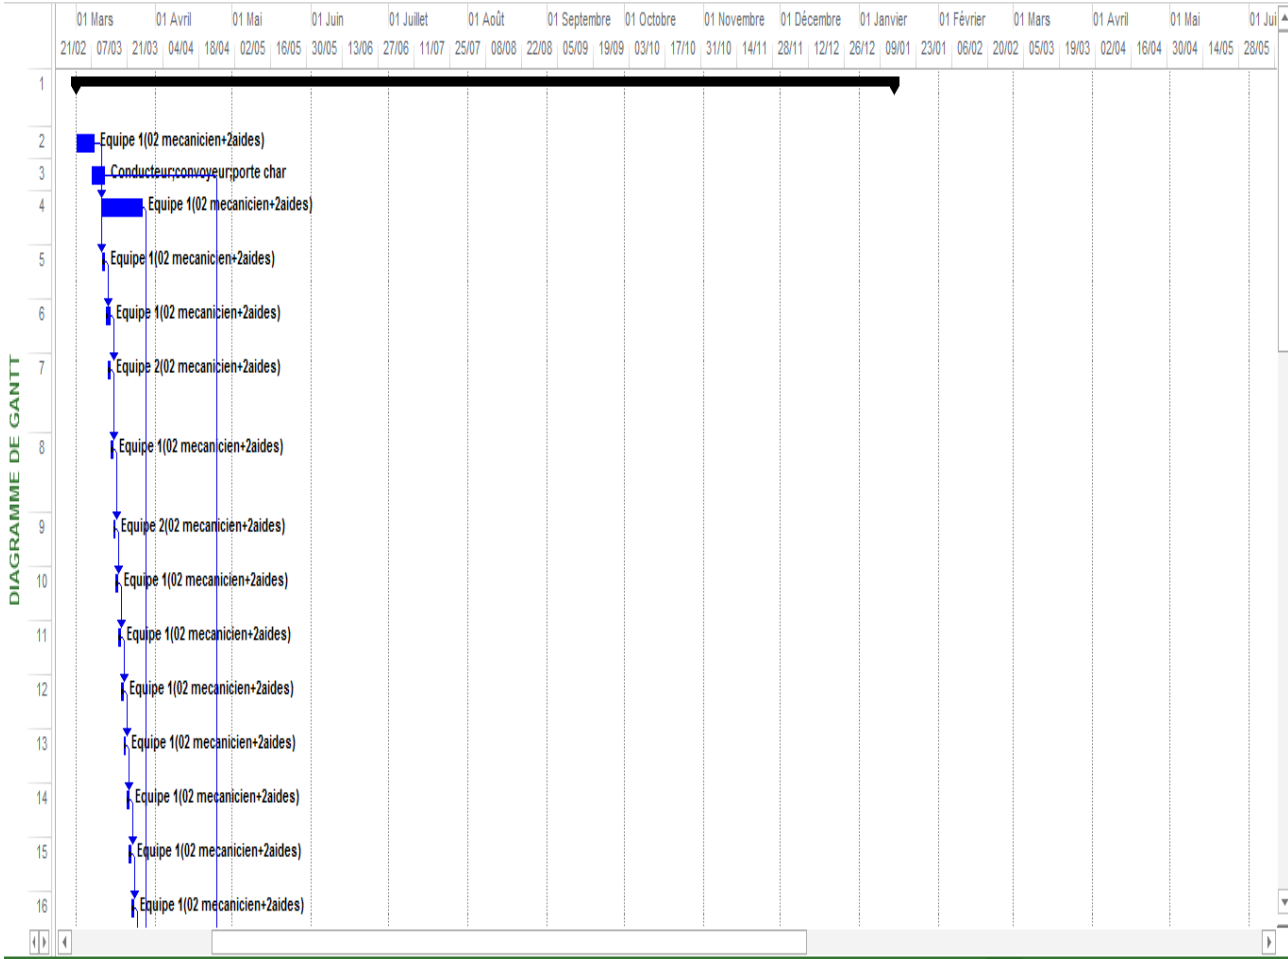 01 Mars 01 Avril 01 Mai 01 Juin 01 Juillet 01 Août 01 Septembre 01 Octobre 01 Novembre 01 Décembre 01 Janvier 01 Février 01 Mars 01 Avril 01 Mai 01 Jui
21/02 07/03 21/03 04/04 18/04 02/05 16/05 30/05 13/06 27/06 11/07 25/07 08/08 22/08 05/09 19/09 03/10 17/10 31/10 14/11 28/11 12/12 26/12 09/01 23/01 06/02 20/02 05/03 19/03 02/04 16/04 30/04 14/05 28/05
DIAGRAMME DE GANTT
1
2 Equipe 1(02 mecanicien+2aides)
3 Conducteur;convoyeur;porte char
4 Equipe 1(02 mecanicien+2aides)
5 Equipe 1(02 mecanicien+2aides)
6 Equipe 1(02 mecanicien+2aides)
7 Equipe 2(02 mecanicien+2aides)
8 Equipe 1(02 mecanicien+2aides)
9 Equipe 2(02 mecanicien+2aides)
10 Equipe 1(02 mecanicien+2aides)
11 Equipe 1(02 mecanicien+2aides)
12 Equipe 1(02 mecanicien+2aides)
13 Equipe 1(02 mecanicien+2aides)
14 Equipe 1(02 mecanicien+2aides)
15 Equipe 1(02 mecanicien+2aides)
16 Equipe 1(02 mecanicien+2aides)